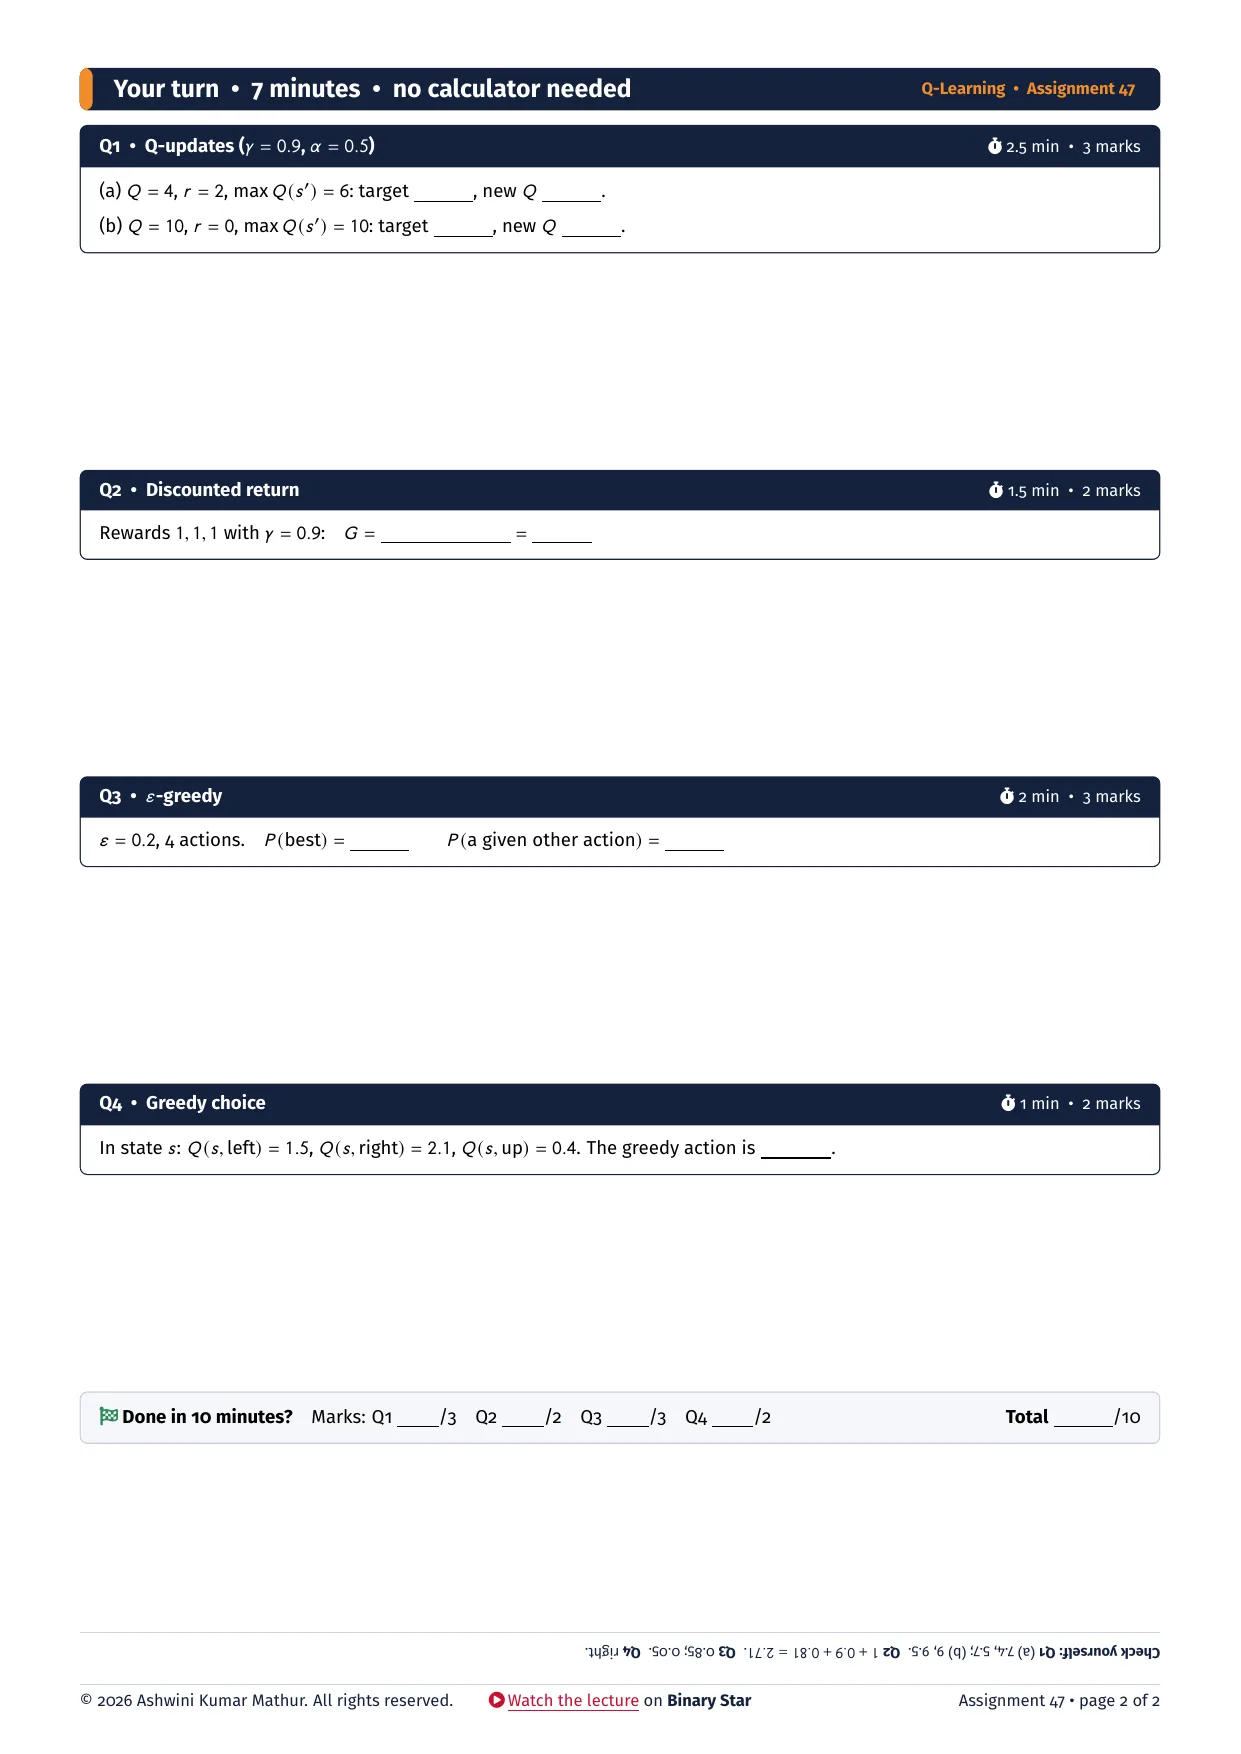 Your turn • 7 minutes • no calculator needed
Q-Learning • Assignment 47
Q1 • Q-updates (γ = 0.9, α = 0.5)
2.5 min • 3 marks
(a) Q = 4, r = 2, max Q(s′) = 6: target ______, new Q ______.
(b) Q = 10, r = 0, max Q(s′) = 10: target ______, new Q ______.
Q2 • Discounted return
1.5 min • 2 marks
Rewards 1, 1, 1 with γ = 0.9: G = _____________ = ______
Q3 • ε-greedy
2 min • 3 marks
ε = 0.2, 4 actions. P(best) = ______ P(a given other action) = ______
Q4 • Greedy choice
1 min • 2 marks
In state s: Q(s, left) = 1.5, Q(s, right) = 2.1, Q(s, up) = 0.4. The greedy action is _______.
Done in 10 minutes? Marks: Q1 ____/3 Q2 ____/2 Q3 ____/3 Q4 ____/2
Total ______/10
Check yourself: Q1 (a) 7.4, 5.7; (b) 9, 9.5. Q2 1 + 0.9 + 0.81 = 2.71. Q3 0.85; 0.05. Q4 right.
© 2026 Ashwini Kumar Mathur. All rights reserved.
Watch the lecture on Binary Star
Assignment 47 • page 2 of 2